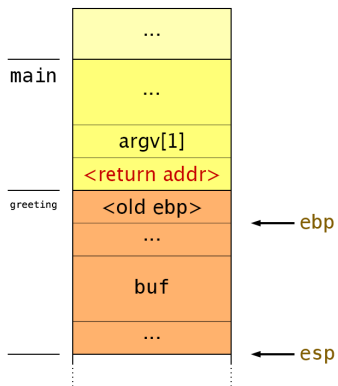 ...
main
...
argv[1]
<return addr>
greeting
<old ebp>
ebp
...
buf
...
esp